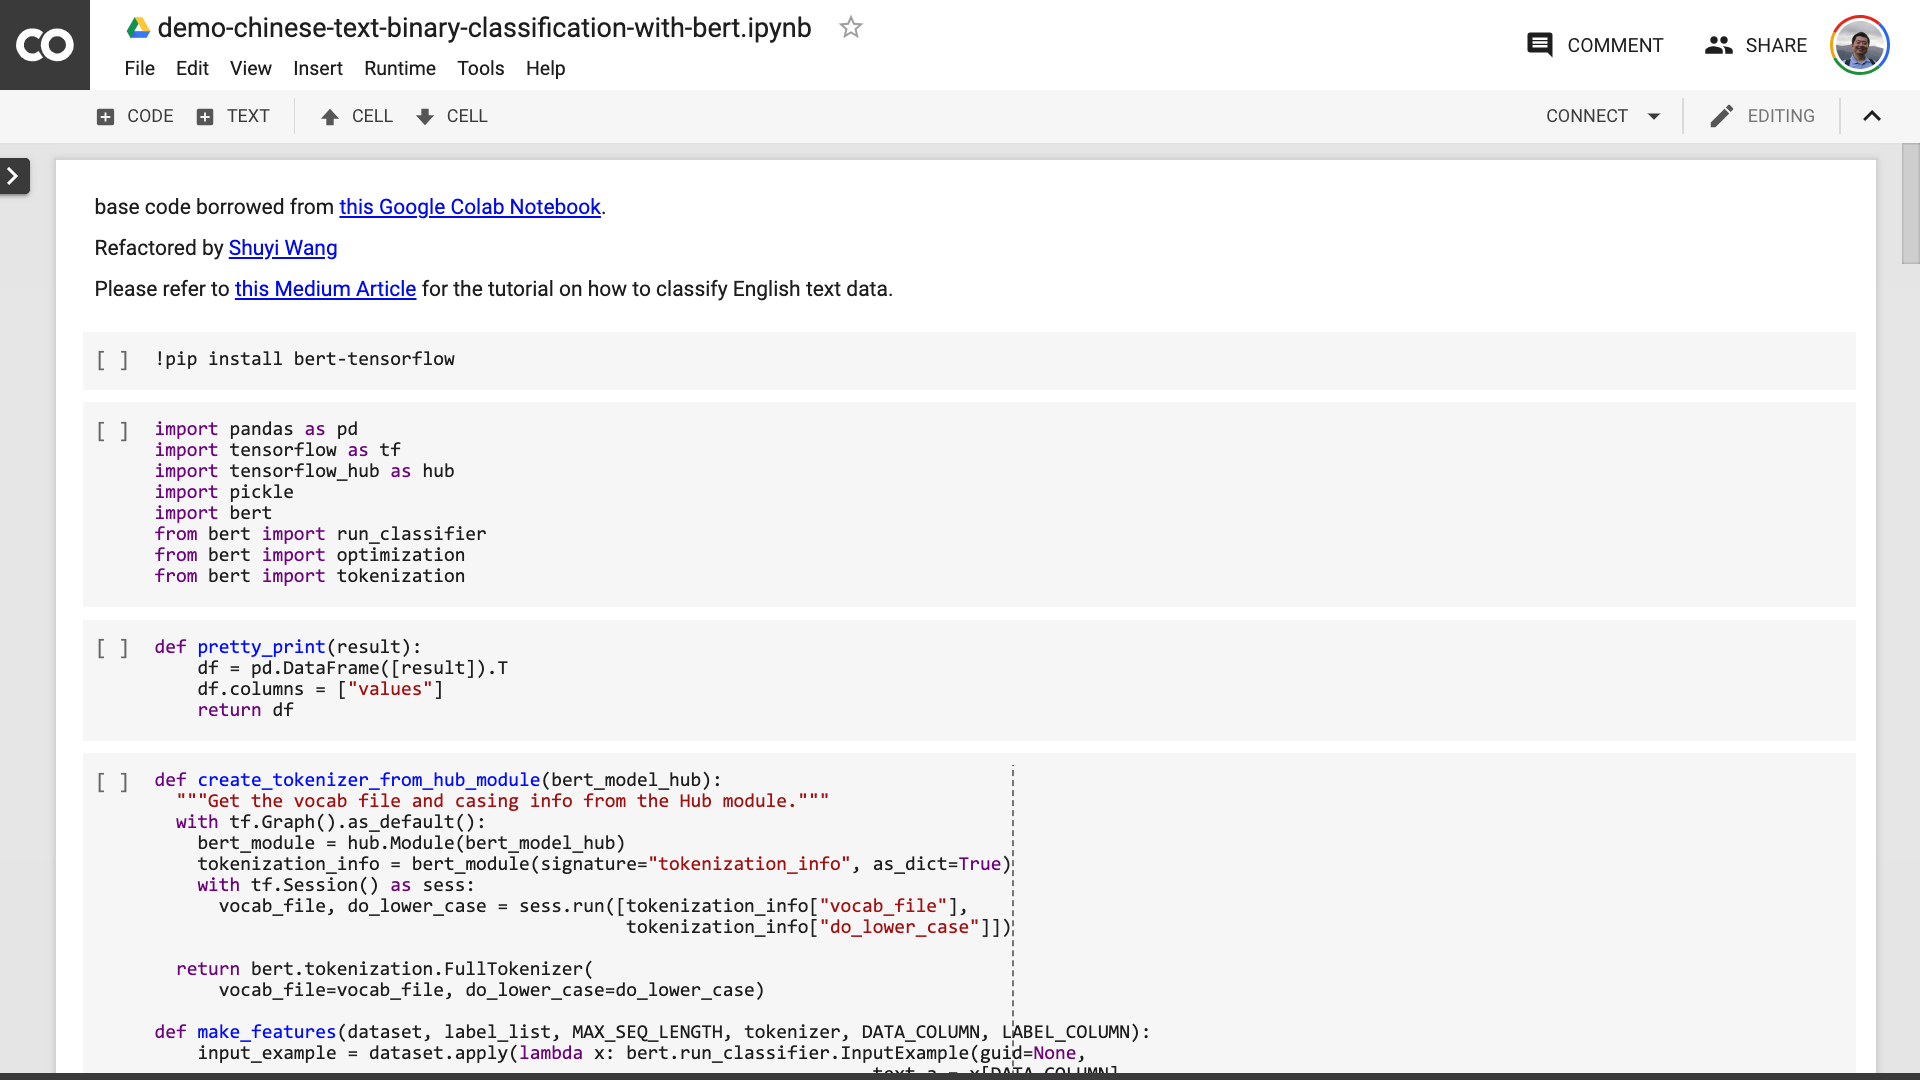 CO
demo-chinese-text-binary-classification-with-bert.ipynb
File Edit View Insert Runtime Tools Help
COMMENT SHARE
CODE TEXT CELL CELL
CONNECT EDITING
base code borrowed from this Google Colab Notebook.
Refactored by Shuyi Wang
Please refer to this Medium Article for the tutorial on how to classify English text data.
[ ] !pip install bert-tensorflow
[ ] import pandas as pd
import tensorflow as tf
import tensorflow_hub as hub
import pickle
import bert
from bert import run_classifier
from bert import optimization
from bert import tokenization
[ ] def pretty_print(result):
    df = pd.DataFrame([result]).T
    df.columns = ["values"]
    return df
[ ] def create_tokenizer_from_hub_module(bert_model_hub):
  """Get the vocab file and casing info from the Hub module."""
  with tf.Graph().as_default():
    bert_module = hub.Module(bert_model_hub)
    tokenization_info = bert_module(signature="tokenization_info", as_dict=True)
    with tf.Session() as sess:
      vocab_file, do_lower_case = sess.run([tokenization_info["vocab_file"],
                                            tokenization_info["do_lower_case"]])
  return bert.tokenization.FullTokenizer(
      vocab_file=vocab_file, do_lower_case=do_lower_case)
def make_features(dataset, label_list, MAX_SEQ_LENGTH, tokenizer, DATA_COLUMN, LABEL_COLUMN):
    input_example = dataset.apply(lambda x: bert.run_classifier.InputExample(guid=None,
text_a = x[DATA_COLUMN],